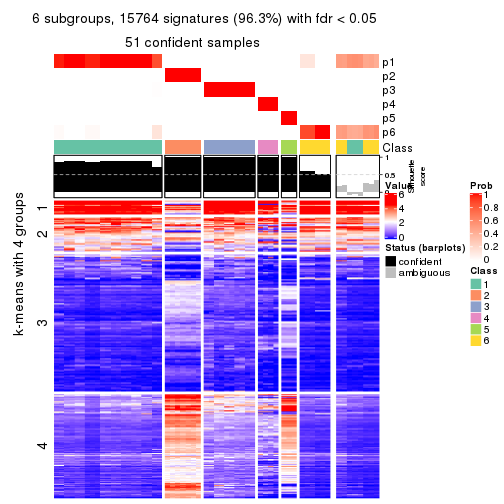 6 subgroups, 15764 signatures (96.3%) with fdr < 0.05
51 confident samples
p1
p2
p3
p4
p5
p6
Class
1
0.5
0
Silhouette
score
k-means with 4 groups
1
2
3
4
Value
6
4
2
0
Status (barplots)
confident
ambiguous
Prob
1
0.8
0.6
0.4
0.2
0
Class
1
2
3
4
5
6